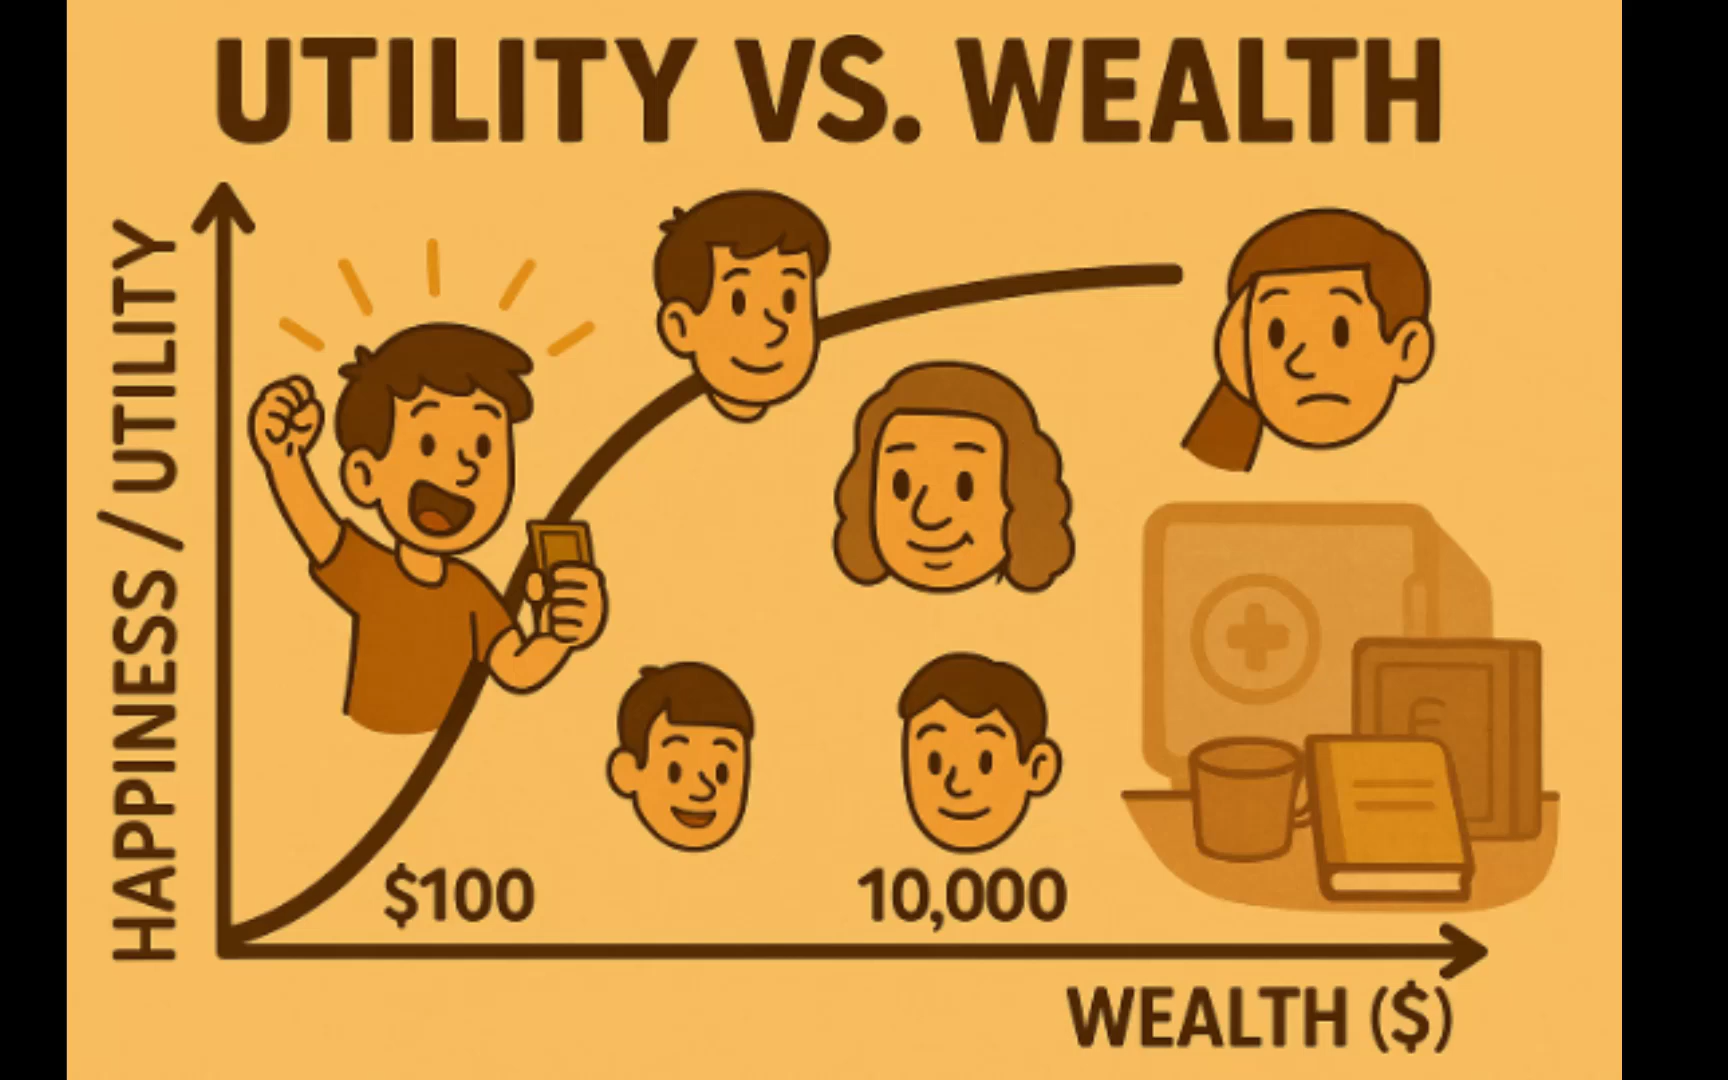 UTILITY VS. WEALTH
HAPPINESS / UTILITY
$100
10,000
WEALTH ($)